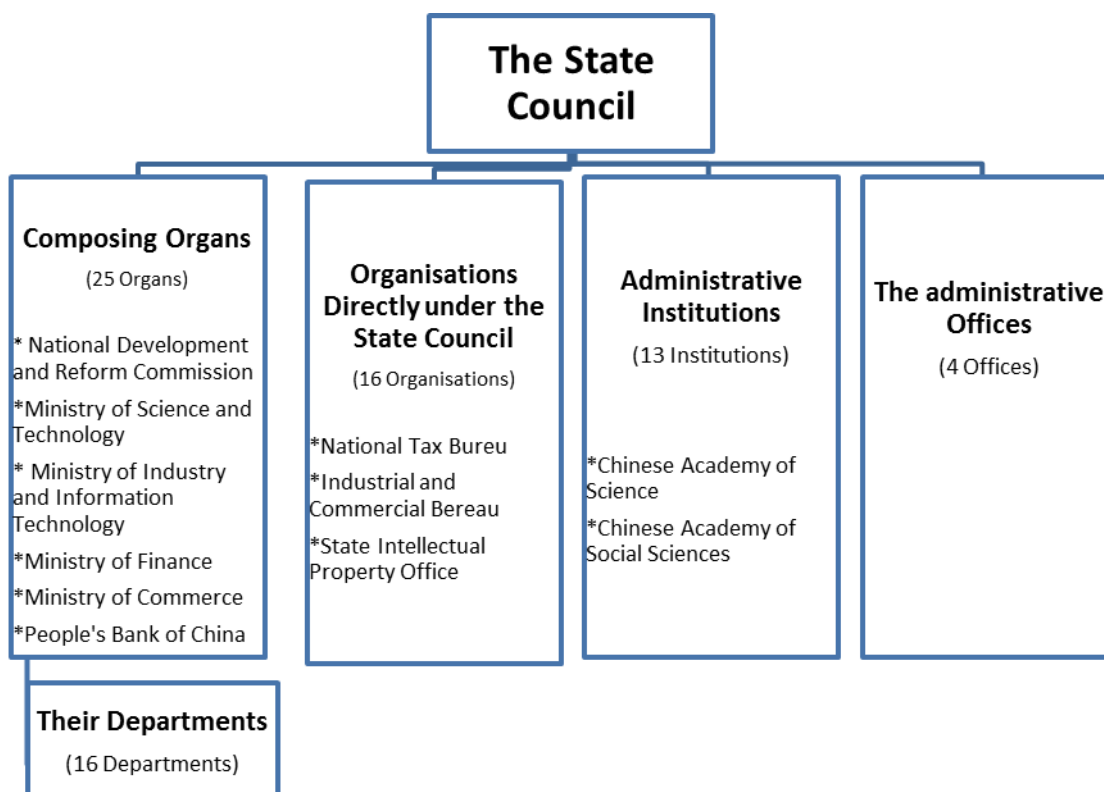 The State
Council
Composing Organs
(25 Organs)
* National Development
and Reform Commission
*Ministry of Science and
Technology
* Ministry of Industry
and Information
Technology
*Ministry of Finance
*Ministry of Commerce
*People's Bank of China
Their Departments
(16 Departments)
Organisations
Directly under the
State Council
(16 Organisations)
*National Tax Bureu
*Industrial and
Commercial Bereau
*State Intellectual
Property Office
Administrative
Institutions
(13 Institutions)
*Chinese Academy of
Science
*Chinese Academy of
Social Sciences
The administrative
Offices
(4 Offices)